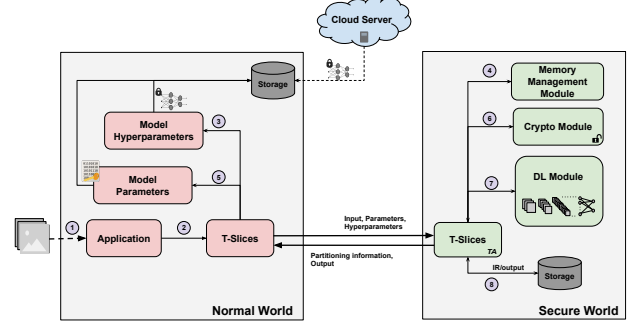 Cloud Server
Storage
Model
Hyperparameters
3
Model
Parameters
5
1
Application
2
T-Slices
Normal World
Input, Parameters,
Hyperparameters
Partitioning information,
Output
4
Memory
Management
Module
6
Crypto Module
7
DL Module
T-Slices
TA
IR/output
8
Storage
Secure World